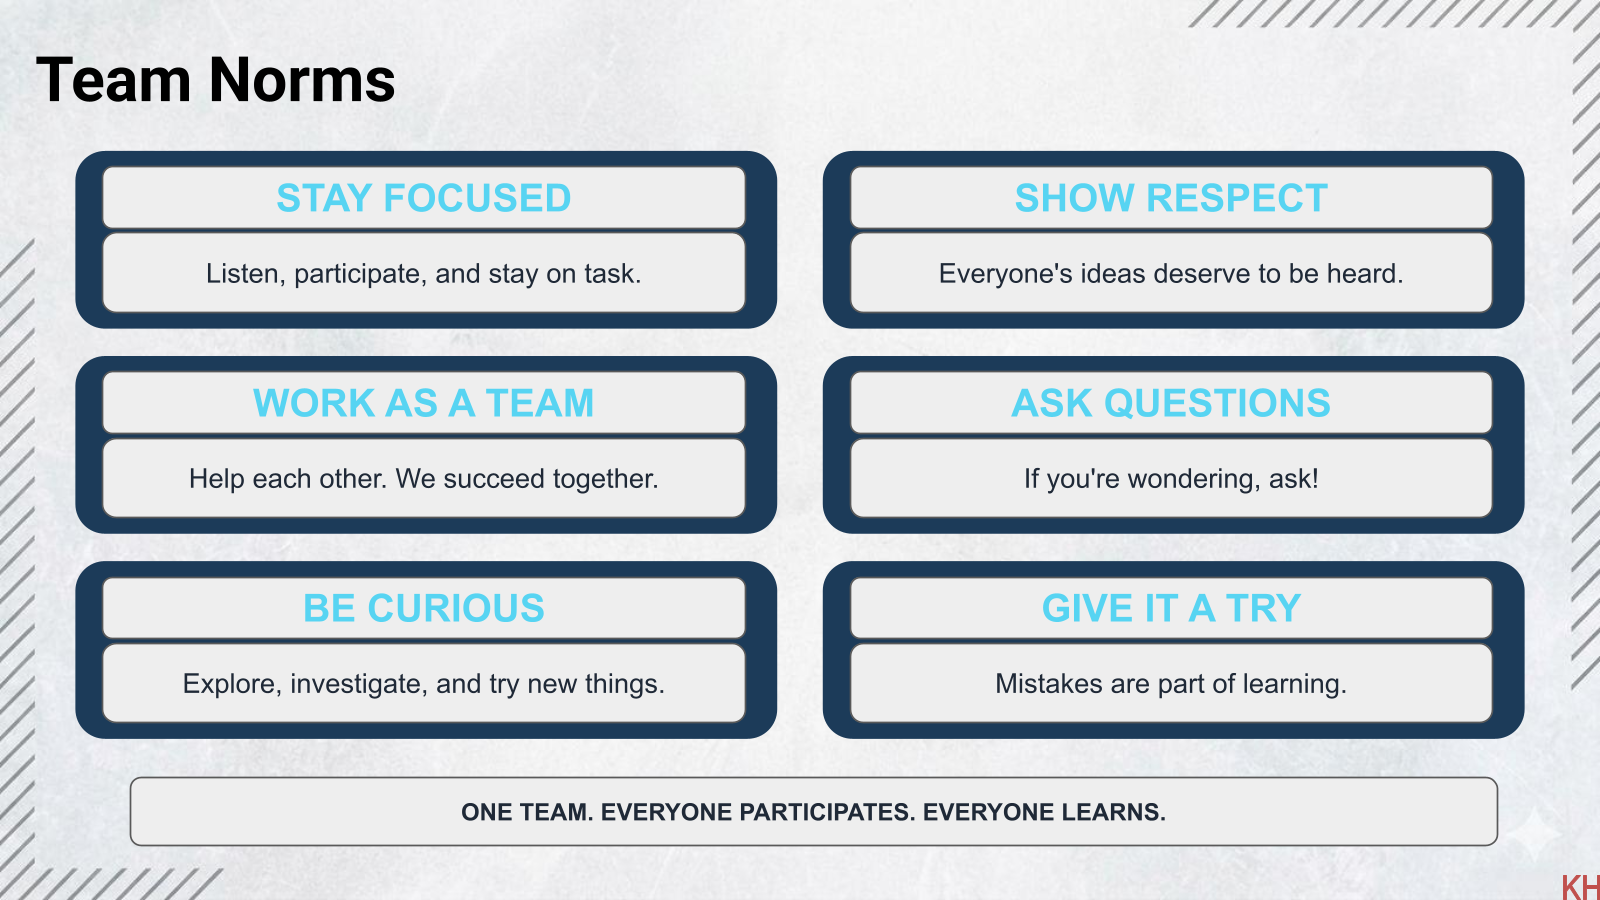 Team Norms
STAY FOCUSED
Listen, participate, and stay on task.
SHOW RESPECT
Everyone's ideas deserve to be heard.
WORK AS A TEAM
Help each other. We succeed together.
ASK QUESTIONS
If you're wondering, ask!
BE CURIOUS
Explore, investigate, and try new things.
GIVE IT A TRY
Mistakes are part of learning.
ONE TEAM. EVERYONE PARTICIPATES. EVERYONE LEARNS.
KH